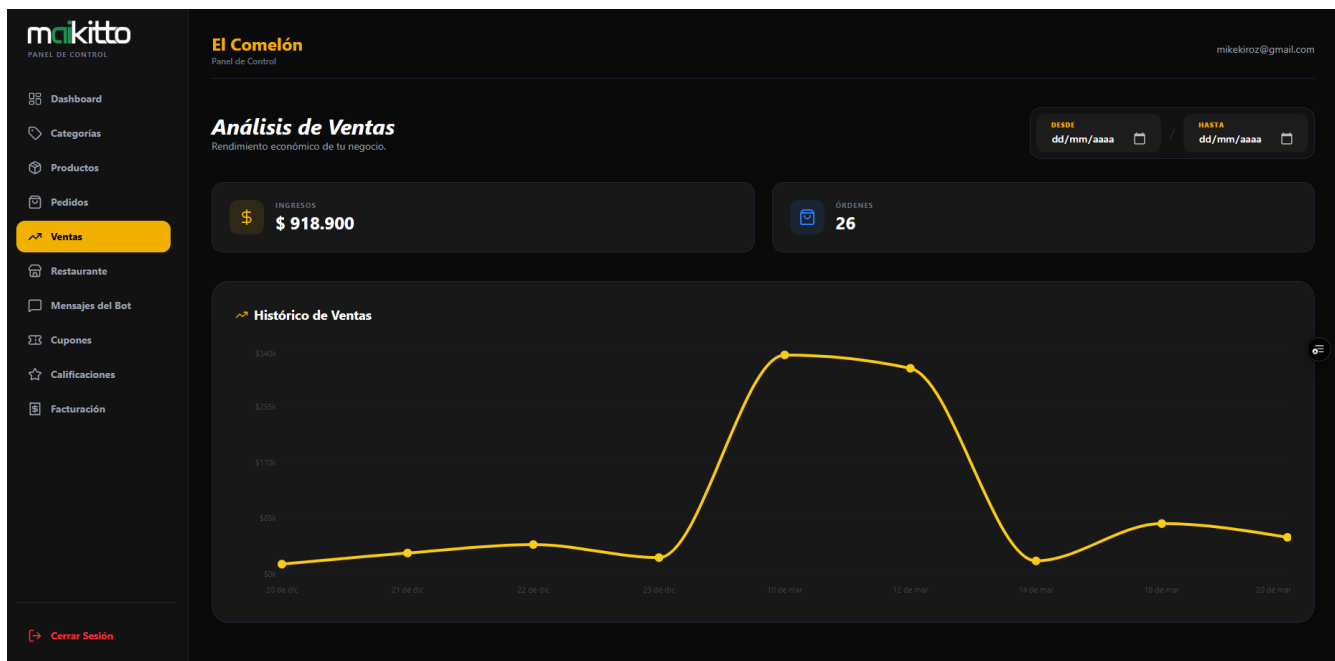 maikitto
PANEL DE CONTROL
Dashboard
Categorías
Productos
Pedidos
Ventas
Restaurante
Mensajes del Bot
Cupones
Calificaciones
Facturación
Cerrar Sesión
El Comelón
Panel de Control
mikekiroz@gmail.com
Análisis de Ventas
Rendimiento económico de tu negocio.
DESDE
dd/mm/aaaa
/
HASTA
dd/mm/aaaa
INGRESOS
$ 918.900
ÓRDENES
26
Histórico de Ventas
$340k
$255k
$170k
$85k
$0k
20 de dic
21 de dic
22 de dic
23 de dic
10 de mar
12 de mar
14 de mar
18 de mar
20 de mar